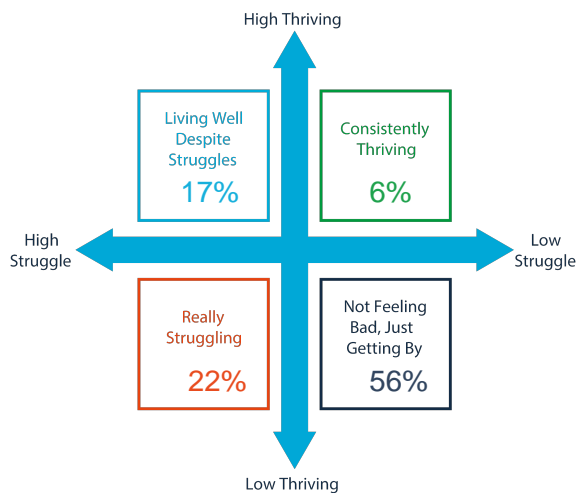 High Thriving
Living Well
Despite
Struggles
17%
Consistently
Thriving
6%
High
Struggle
Low
Struggle
Really
Struggling
22%
Not Feeling
Bad, Just
Getting By
56%
Low Thriving